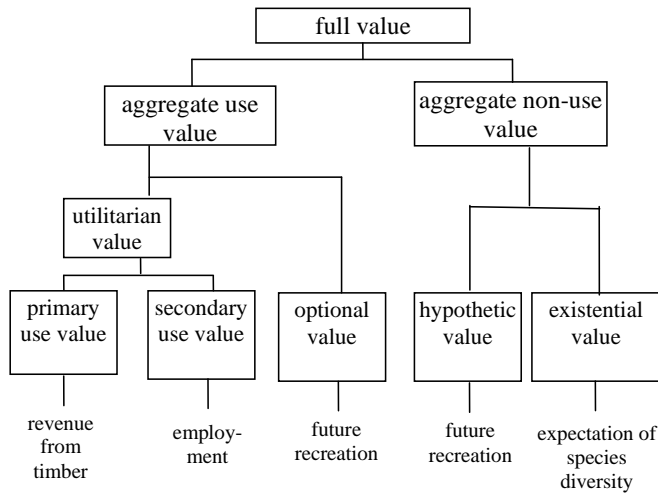 full value
aggregate use
value
aggregate non-use
value
utilitarian
value
primary
use value
secondary
use value
optional
value
hypothetic
value
existential
value
revenue
from
timber
employ-
ment
future
recreation
future
recreation
expectation of
species
diversity